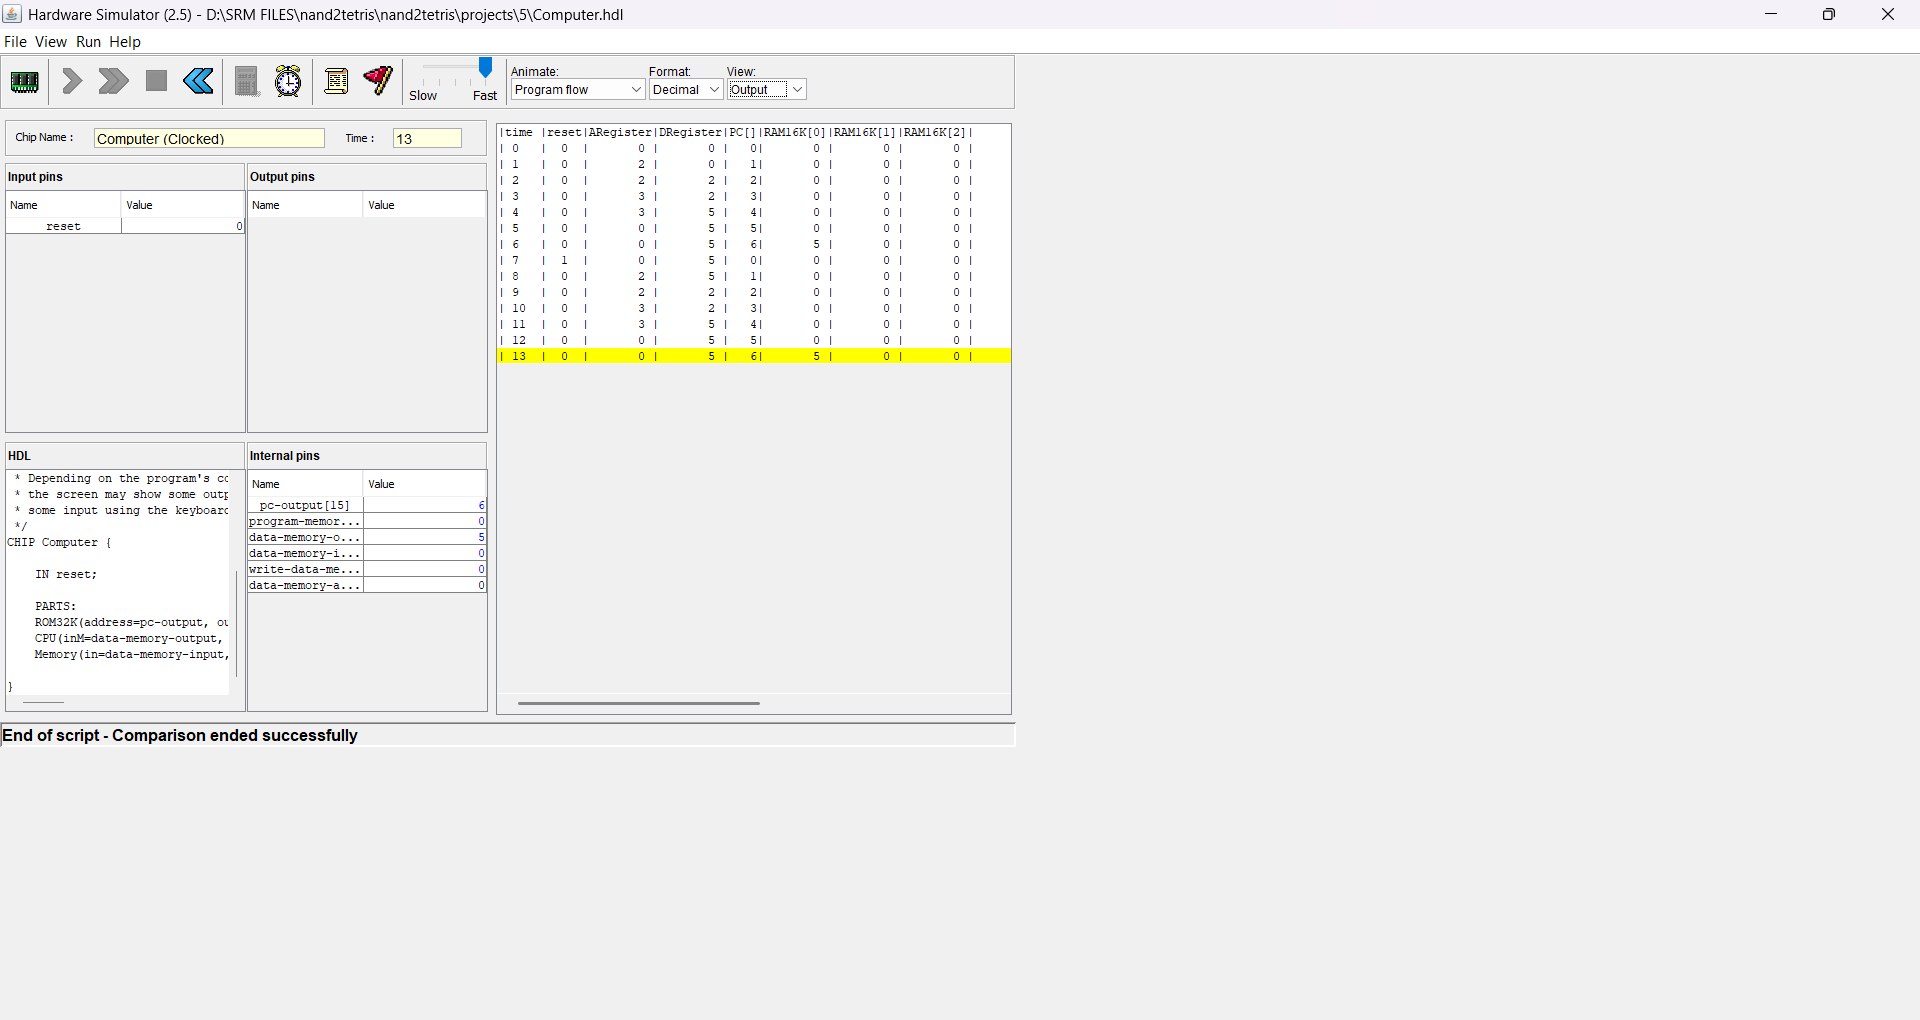 Hardware Simulator (2.5) - D:\SRM FILES\nand2tetris\nand2tetris\projects\5\Computer.hdl
File View Run Help
Slow Fast
Animate: Format: View:
Program flow Decimal Output
Chip Name : Computer (Clocked) Time : 13
Input pins
Name Value
reset 0
Output pins
Name Value
HDL
* Depending on the program's co
* the screen may show some outp
* some input using the keyboard
*/
CHIP Computer {
IN reset;
PARTS:
ROM32K(address=pc-output, ou
CPU(inM=data-memory-output,
Memory(in=data-memory-input,
}
Internal pins
Name Value
pc-output[15] 6
program-memor... 0
data-memory-o... 5
data-memory-i... 0
write-data-me... 0
data-memory-a... 0
|time |reset|ARegister|DRegister|PC[]|RAM16K[0]|RAM16K[1]|RAM16K[2]|
| 0 | 0 | 0 | 0 | 0| 0 | 0 | 0 |
| 1 | 0 | 2 | 0 | 1| 0 | 0 | 0 |
| 2 | 0 | 2 | 2 | 2| 0 | 0 | 0 |
| 3 | 0 | 3 | 2 | 3| 0 | 0 | 0 |
| 4 | 0 | 3 | 5 | 4| 0 | 0 | 0 |
| 5 | 0 | 0 | 5 | 5| 0 | 0 | 0 |
| 6 | 0 | 0 | 5 | 6| 5 | 0 | 0 |
| 7 | 1 | 0 | 5 | 0| 0 | 0 | 0 |
| 8 | 0 | 2 | 5 | 1| 0 | 0 | 0 |
| 9 | 0 | 2 | 2 | 2| 0 | 0 | 0 |
| 10 | 0 | 3 | 2 | 3| 0 | 0 | 0 |
| 11 | 0 | 3 | 5 | 4| 0 | 0 | 0 |
| 12 | 0 | 0 | 5 | 5| 0 | 0 | 0 |
| 13 | 0 | 0 | 5 | 6| 5 | 0 | 0 |
End of script - Comparison ended successfully